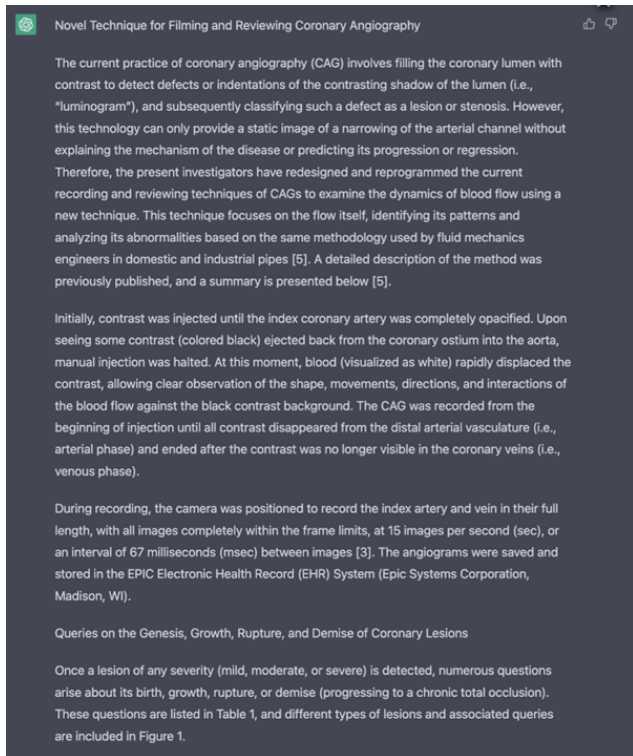 Novel Technique for Filming and Reviewing Coronary Angiography
The current practice of coronary angiography (CAG) involves filling the coronary lumen with
contrast to detect defects or indentations of the contrasting shadow of the lumen (i.e.,
“luminogram”), and subsequently classifying such a defect as a lesion or stenosis. However,
this technology can only provide a static image of a narrowing of the arterial channel without
explaining the mechanism of the disease or predicting its progression or regression.
Therefore, the present investigators have redesigned and reprogrammed the current
recording and reviewing techniques of CAGs to examine the dynamics of blood flow using a
new technique. This technique focuses on the flow itself, identifying its patterns and
analyzing its abnormalities based on the same methodology used by fluid mechanics
engineers in domestic and industrial pipes [5]. A detailed description of the method was
previously published, and a summary is presented below [5].
Initially, contrast was injected until the index coronary artery was completely opacified. Upon
seeing some contrast (colored black) ejected back from the coronary ostium into the aorta,
manual injection was halted. At this moment, blood (visualized as white) rapidly displaced the
contrast, allowing clear observation of the shape, movements, directions, and interactions of
the blood flow against the black contrast background. The CAG was recorded from the
beginning of injection until all contrast disappeared from the distal arterial vasculature (i.e.,
arterial phase) and ended after the contrast was no longer visible in the coronary veins (i.e.,
venous phase).
During recording, the camera was positioned to record the index artery and vein in their full
length, with all images completely within the frame limits, at 15 images per second (sec), or
an interval of 67 milliseconds (msec) between images [3]. The angiograms were saved and
stored in the EPIC Electronic Health Record (EHR) System (Epic Systems Corporation,
Madison, WI).
Queries on the Genesis, Growth, Rupture, and Demise of Coronary Lesions
Once a lesion of any severity (mild, moderate, or severe) is detected, numerous questions
arise about its birth, growth, rupture, or demise (progressing to a chronic total occlusion).
These questions are listed in Table 1, and different types of lesions and associated queries
are included in Figure 1.